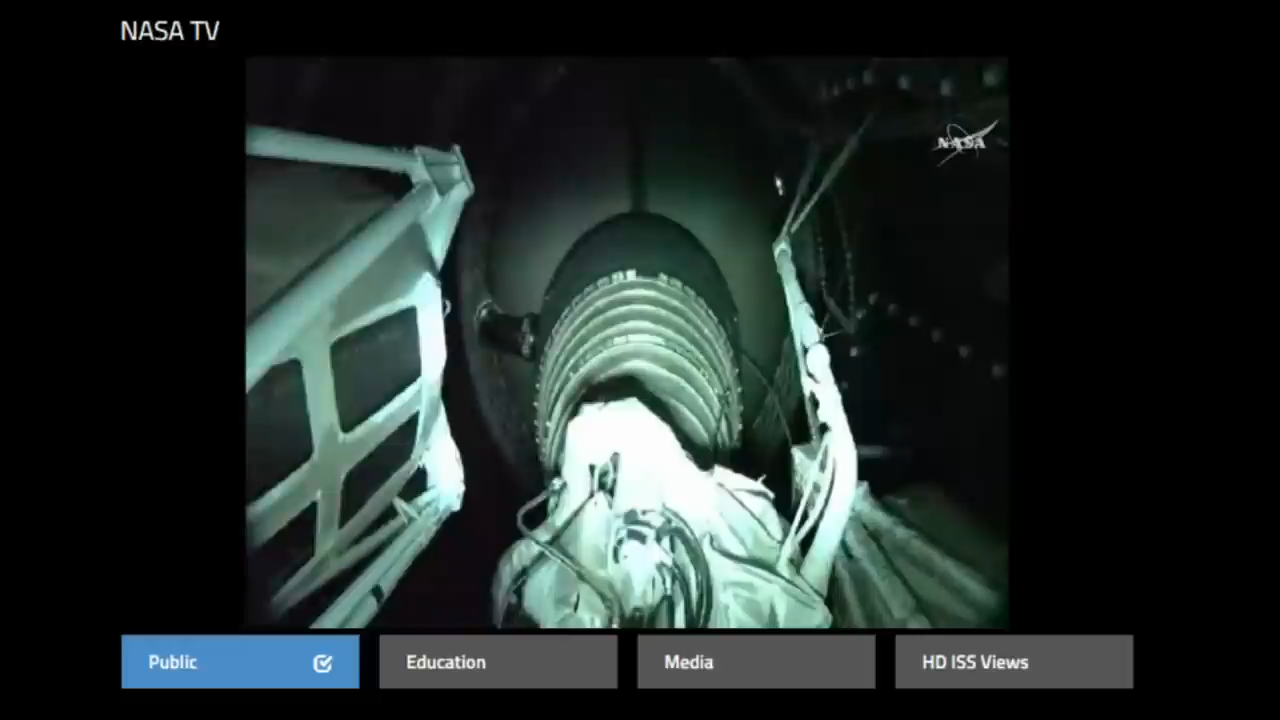 NASA TV
NASA
Public
Education
Media
HD ISS Views